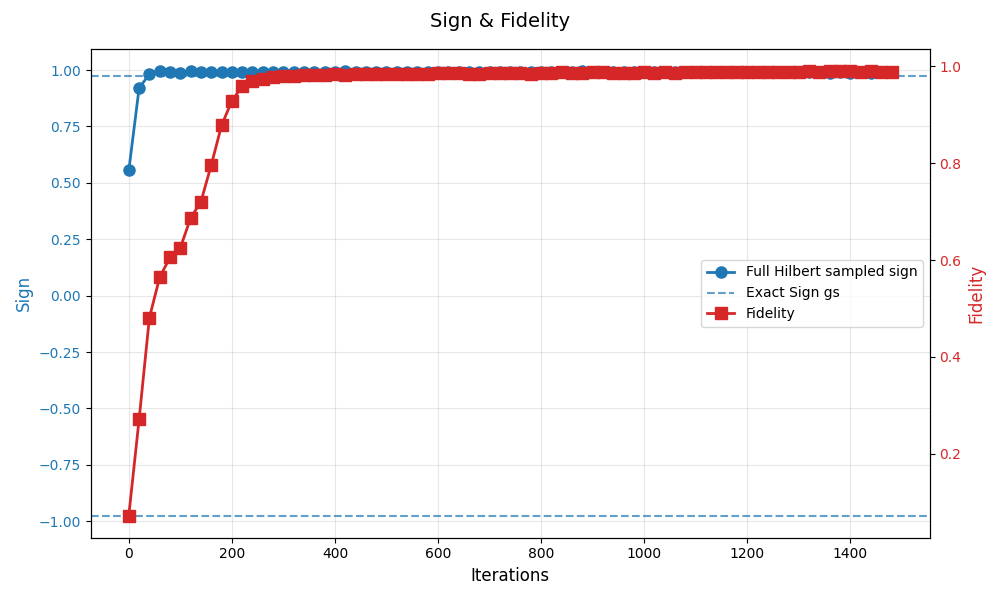 Sign & Fidelity
1.00
0.75
0.50
0.25
0.00
−0.25
−0.50
−0.75
−1.00
Sign
1.0
0.8
0.6
0.4
0.2
Fidelity
Full Hilbert sampled sign
Exact Sign gs
Fidelity
0 200 400 600 800 1000 1200 1400
Iterations